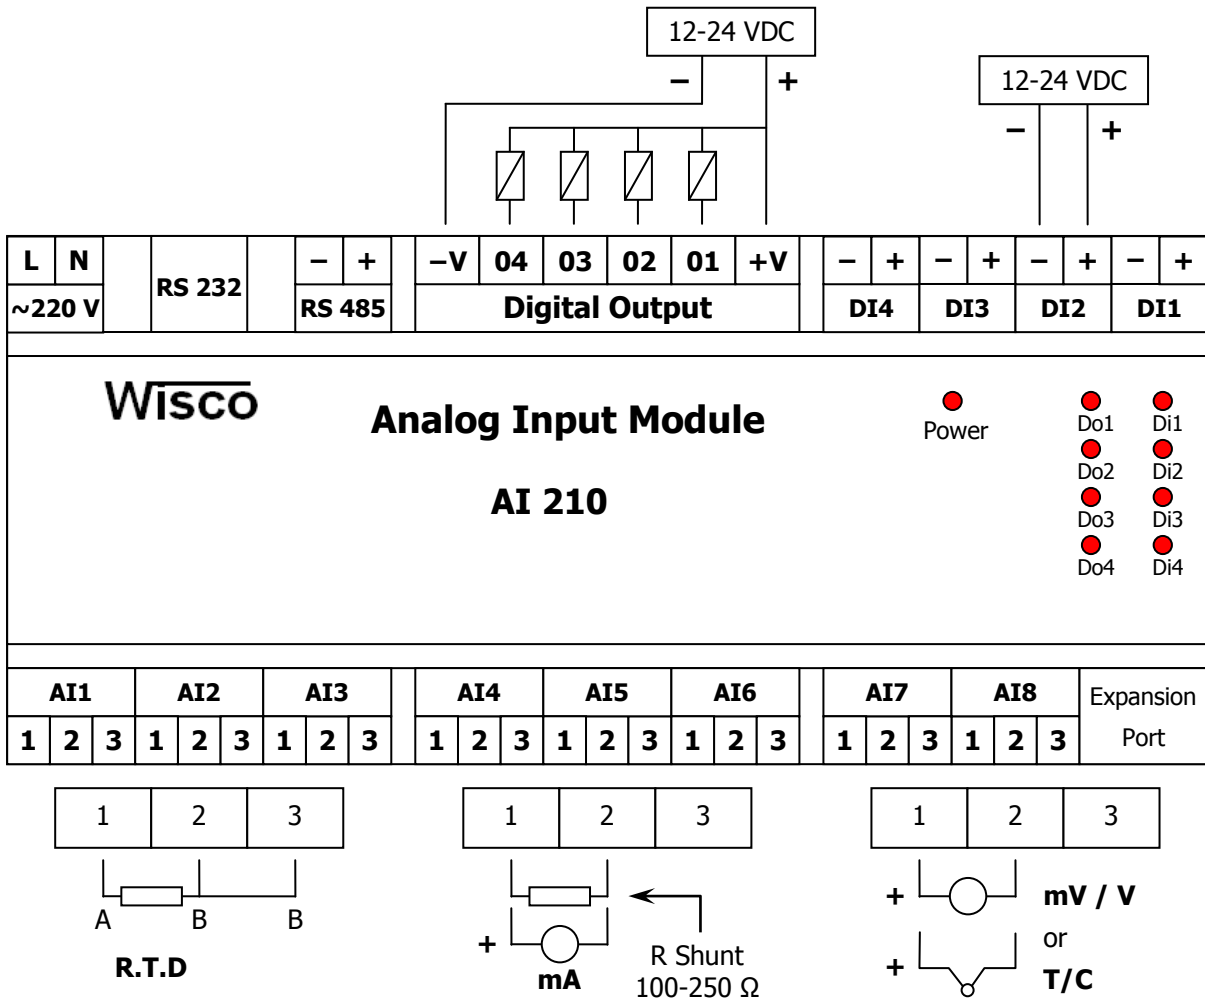 12-24 VDC
− +
12-24 VDC
− +
L N − + −V 04 03 02 01 +V − + − + − + − +
~220 V RS 232 RS 485 Digital Output DI4 DI3 DI2 DI1
Wisco
Analog Input Module
AI 210
Power
Do1 Di1
Do2 Di2
Do3 Di3
Do4 Di4
AI1 AI2 AI3 AI4 AI5 AI6 AI7 AI8
1 2 3 1 2 3 1 2 3 1 2 3 1 2 3 1 2 3 1 2 3 1 2 3
Expansion
Port
1 2 3
A B B
R.T.D
1 2 3
+
mA
R Shunt
100-250 Ω
1 2 3
+ mV / V
or
+ T/C